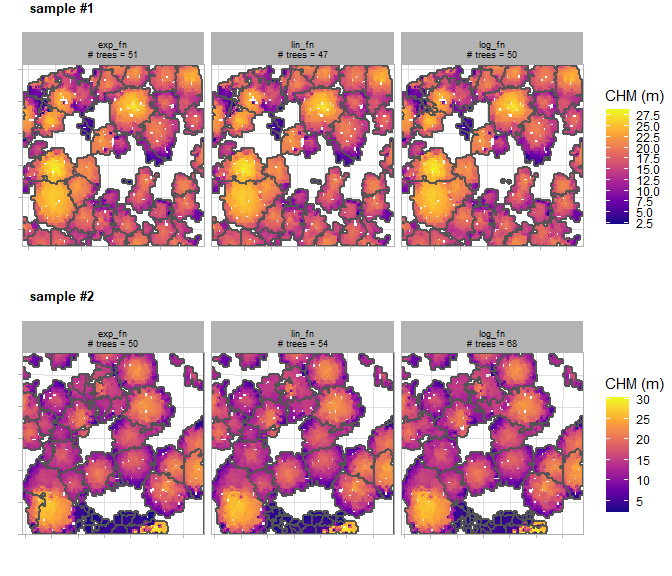 sample #1
exp_fn
# trees = 51
lin_fn
# trees = 47
log_fn
# trees = 50
CHM (m)
27.5
25.0
22.5
20.0
17.5
15.0
12.5
10.0
7.5
5.0
2.5
sample #2
exp_fn
# trees = 50
lin_fn
# trees = 54
log_fn
# trees = 68
CHM (m)
30
25
20
15
10
5